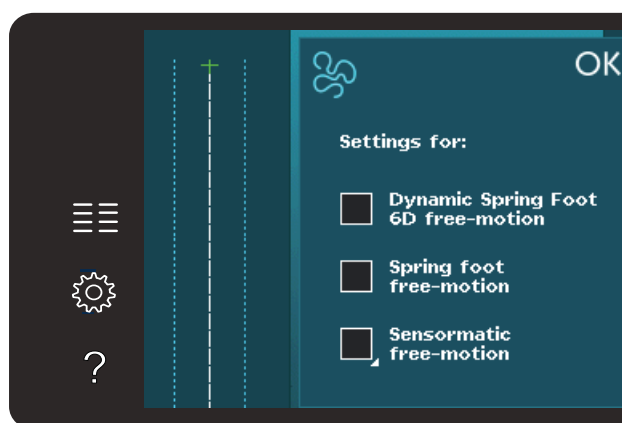 OK
Settings for:
Dynamic Spring Foot
6D free-motion
Spring foot
free-motion
Sensormatic
free-motion
?